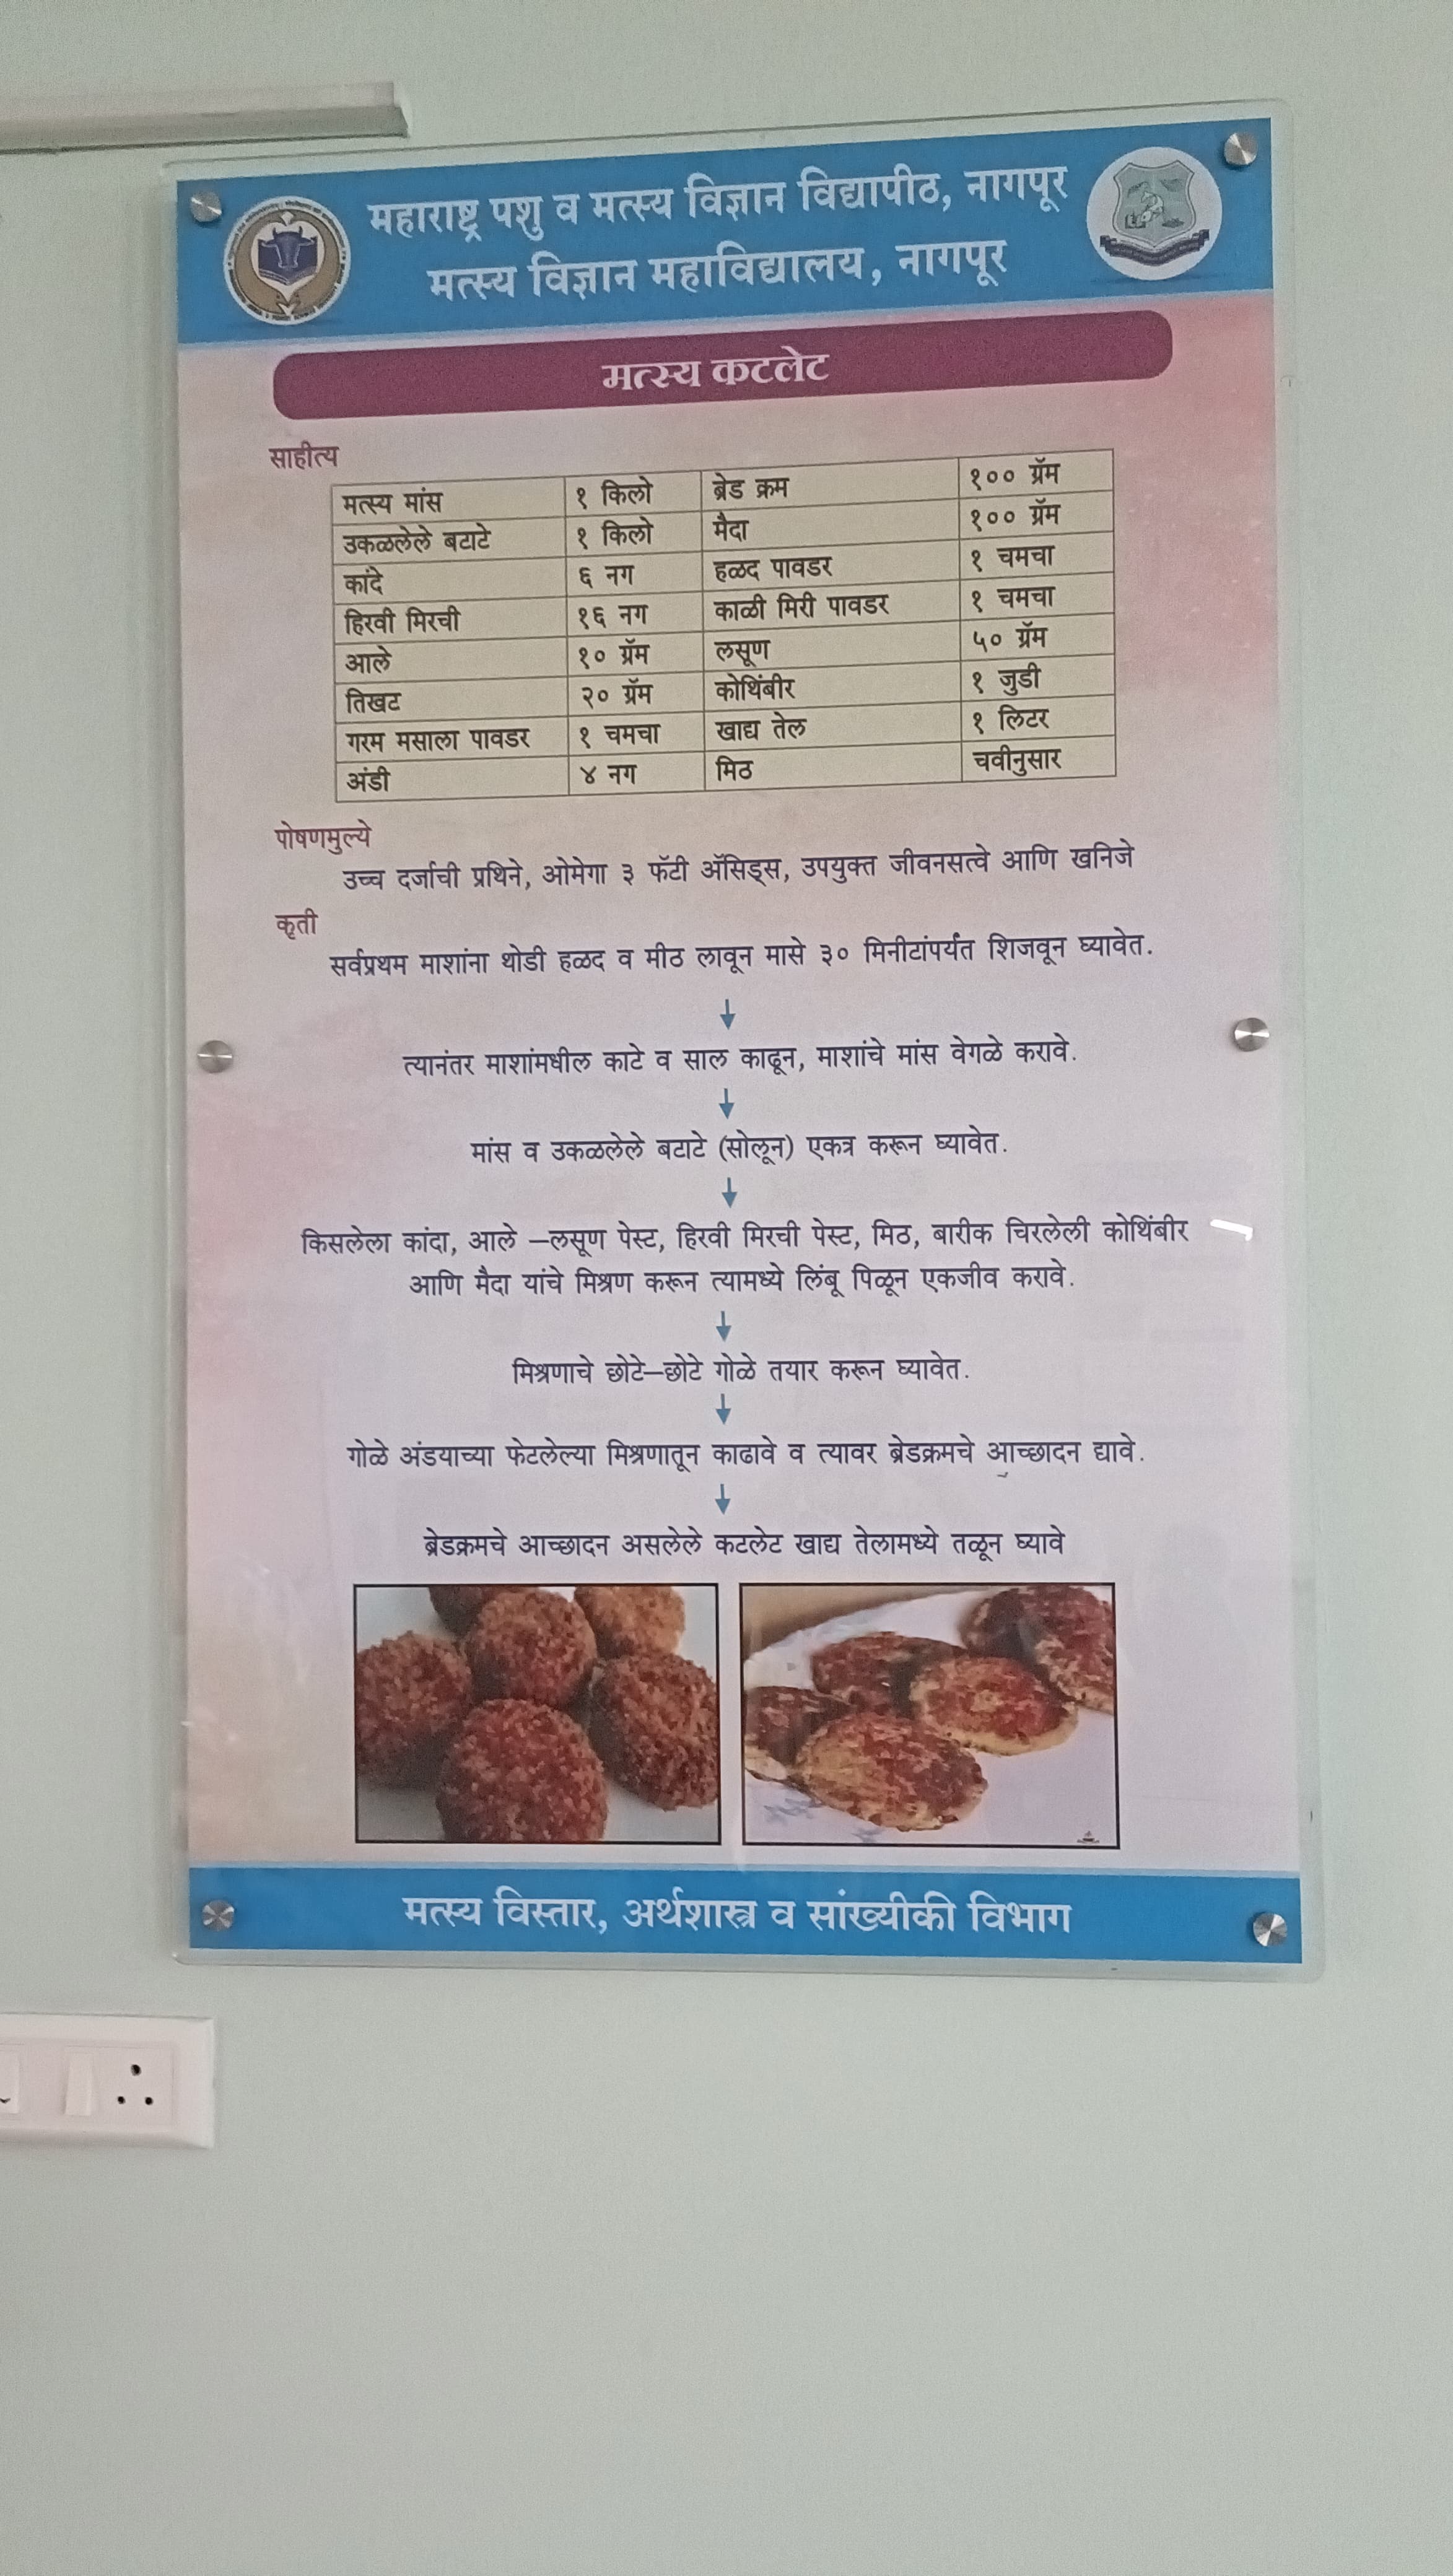 महाराष्ट्र पशु व मत्स्य विज्ञान विद्यापीठ, नागपूर
मत्स्य विज्ञान महाविद्यालय, नागपूर
मत्स्य कटलेट
साहीत्य
मत्स्य मांस १ किलो ब्रेड क्रम १०० ग्रॅम
उकळलेले बटाटे १ किलो मैदा १०० ग्रॅम
कांदे ६ नग हळद पावडर १ चमचा
हिरवी मिरची १६ नग काळी मिरी पावडर १ चमचा
आले १० ग्रॅम लसूण ५० ग्रॅम
तिखट २० ग्रॅम कोथिंबीर १ जुडी
गरम मसाला पावडर १ चमचा खाद्य तेल १ लिटर
अंडी ४ नग मिठ चवीनुसार
पोषणमुल्ये
उच्च दर्जाची प्रथिने, ओमेगा ३ फॅटी ॲसिड्स, उपयुक्त जीवनसत्वे आणि खनिजे
कृती
सर्वप्रथम माशांना थोडी हळद व मीठ लावून मासे ३० मिनीटांपर्यंत शिजवून घ्यावेत.
↓
त्यानंतर माशांमधील काटे व साल काढून, माशांचे मांस वेगळे करावे.
↓
मांस व उकळलेले बटाटे (सोलून) एकत्र करून घ्यावेत.
↓
किसलेला कांदा, आले –लसूण पेस्ट, हिरवी मिरची पेस्ट, मिठ, बारीक चिरलेली कोथिंबीर
आणि मैदा यांचे मिश्रण करून त्यामध्ये लिंबू पिळून एकजीव करावे.
↓
मिश्रणाचे छोटे–छोटे गोळे तयार करून घ्यावेत.
↓
गोळे अंडयाच्या फेटलेल्या मिश्रणातून काढावे व त्यावर ब्रेडक्रमचे आच्छादन द्यावे.
↓
ब्रेडक्रमचे आच्छादन असलेले कटलेट खाद्य तेलामध्ये तळून घ्यावे
मत्स्य विस्तार, अर्थशास्त्र व सांख्यीकी विभाग